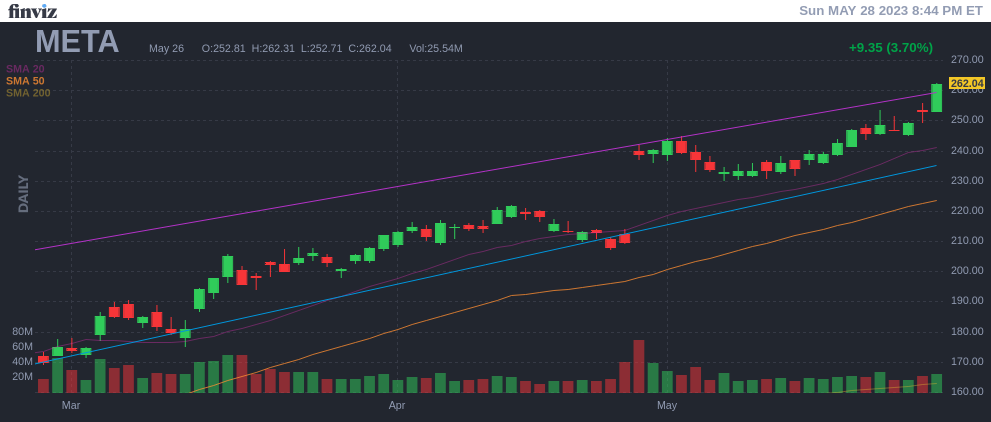 finviz
Sun MAY 28 2023 8:44 PM ET
META May 26 O:252.81 H:262.31 L:252.71 C:262.04 Vol:25.54M +9.35 (3.70%)
SMA 20
SMA 50
SMA 200
DAILY
270.00
262.04
260.00
250.00
240.00
230.00
220.00
210.00
200.00
190.00
180.00
170.00
160.00
80M
60M
40M
20M
Mar Apr May